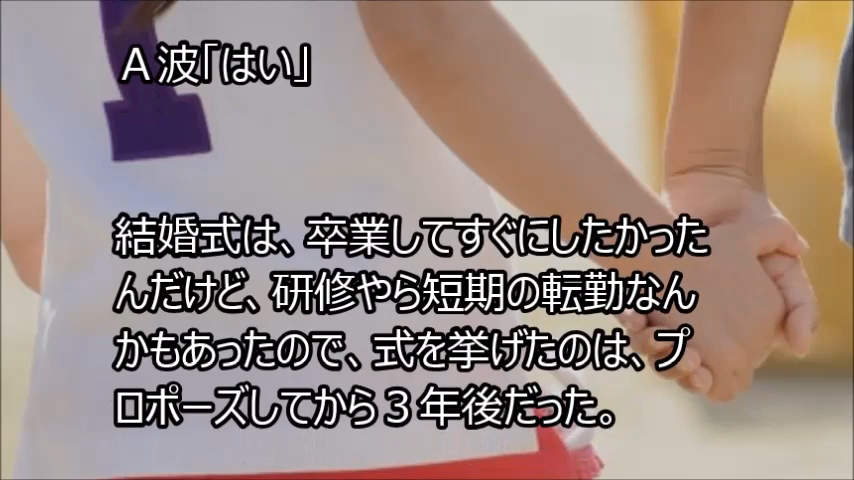 Ａ波「はい」
結婚式は、卒業してすぐにしたかった
んだけど、研修やら短期の転勤なん
かもあったので、式を挙げたのは、プ
ロポーズしてから３年後だった。